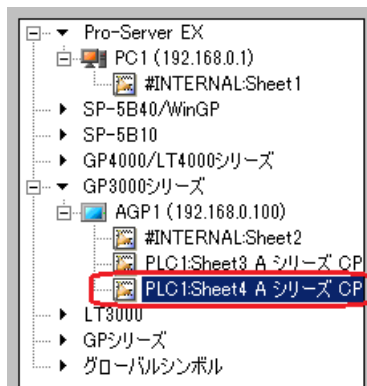 Pro-Server EX
PC1 (192.168.0.1)
#INTERNAL:Sheet1
SP-5B40/WinGP
SP-5B10
GP4000/LT4000シリーズ
GP3000シリーズ
AGP1 (192.168.0.100)
#INTERNAL:Sheet2
PLC1:Sheet3 A シリーズ CP
PLC1:Sheet4 A シリーズ CP
LT3000
GPシリーズ
グローバルシンボル